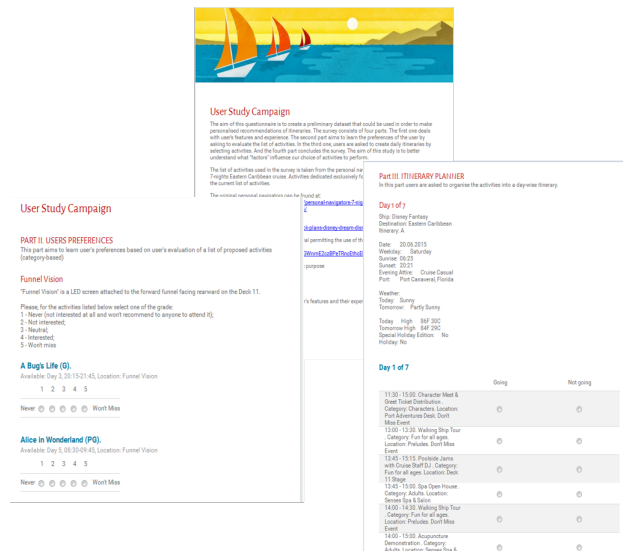 User Study Campaign
The aim of this questionnaire is to create a preliminary dataset that could be used in order to make
personalised recommendations of itineraries. The survey consists of four parts. The first one deals
with user's features and experience. The second part aims to learn the preferences of the user by
asking to evaluate the list of activities. In the third one, users are asked to create daily itineraries by
selecting activities. And the fourth part concludes the survey. The aim of this study is to better
understand what "factors" influence our choice of activities to perform.
The list of activities used in the survey is taken from the personal na
7-nights Eastern Caribbean cruise. Activities dedicated exclusively fo
the current list of activities.
The original personal navigators can be found at:
/personal-navigators-7-nig
k-plans-disney-dream-dis
al permitting the use of th
purpose
r's features and their exper
User Study Campaign
PART II. USERS PREFERENCES
This part aims to learn user's preferences based on user's evaluation of a list of proposed activities
(category-based)
Funnel Vision
"Funnel Vision" is a LED screen attached to the forward funnel facing rearward on the Deck 11.
Please, for the activities listed below select one of the grade:
1 - Never (not interested at all and won't recommend to anyone to attend it);
2 - Not interested;
3 - Neutral;
4 - Interested;
5 - Won't miss
A Bug's Life (G).
Available: Day 3, 20:15-21:45, Location: Funnel Vision
1 2 3 4 5
Never Won't Miss
Alice in Wonderland (PG).
Available: Day 5, 08:30-09:45, Location: Funnel Vision
1 2 3 4 5
Never Won't Miss
Part III. ITINERARY PLANNER
In this part users are asked to organise the activities into a day-wise itinerary.
Day 1 of 7
Ship: Disney Fantasy
Destination: Eastern Caribbean
Itinerary: A
Date: 20.06.2015
Weekday: Saturday
Sunrise: 06:23
Sunset: 20:21
Evening Attire: Cruise Casual
Port: Port Canaveral, Florida
Weather:
Today: Sunny
Tomorrow: Partly Sunny
Today High 86F 30C
Tomorrow High 84F 29C
Special Holiday Edition: No
Holiday: No
Day 1 of 7
Going Not going
11:30 - 15:00. Character Meet &
Greet Ticket Distribution .
Category: Characters. Location:
Port Adventures Desk. Don't
Miss Event
13:00 - 13:30. Walking Ship Tour
. Category: Fun for all ages.
Location: Preludes. Don't Miss
Event
13:45 - 15:15. Poolside Jams
with Cruise Staff DJ . Category:
Fun for all ages. Location: Deck
11 Stage
13:45 - 15:00. Spa Open House .
Category: Adults. Location:
Senses Spa & Salon
14:00 - 14:30. Walking Ship Tour
. Category: Fun for all ages.
Location: Preludes. Don't Miss
Event
14:00 - 15:00. Acupuncture
Demonstration . Category:
Adults. Location: Senses Spa &